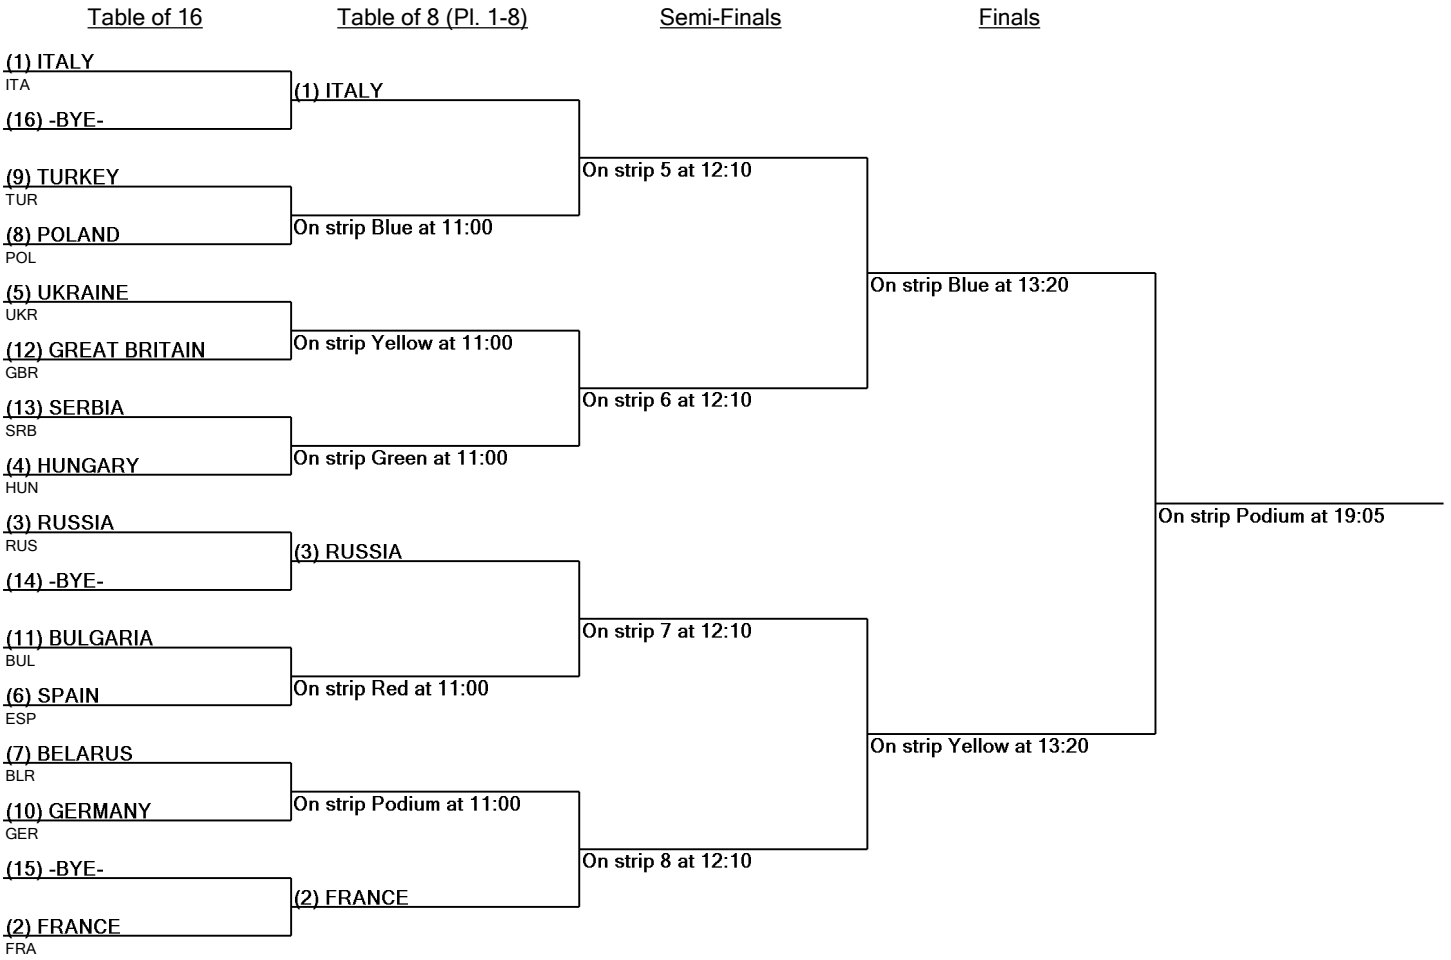 Table of 16
Table of 8 (Pl. 1-8)
Semi-Finals
Finals
(1) ITALY
ITA
(1) ITALY
(16) -BYE-
On strip 5 at 12:10
(9) TURKEY
TUR
On strip Blue at 11:00
(8) POLAND
POL
On strip Blue at 13:20
(5) UKRAINE
UKR
On strip Yellow at 11:00
(12) GREAT BRITAIN
GBR
On strip 6 at 12:10
(13) SERBIA
SRB
On strip Green at 11:00
(4) HUNGARY
HUN
On strip Podium at 19:05
(3) RUSSIA
RUS
(3) RUSSIA
(14) -BYE-
On strip 7 at 12:10
(11) BULGARIA
BUL
On strip Red at 11:00
(6) SPAIN
ESP
On strip Yellow at 13:20
(7) BELARUS
BLR
On strip Podium at 11:00
(10) GERMANY
GER
On strip 8 at 12:10
(15) -BYE-
(2) FRANCE
(2) FRANCE
FRA